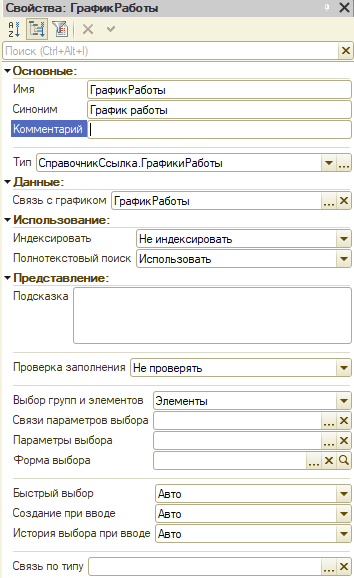 Свойства: ГрафикРаботы
Поиск (Ctrl+Alt+I)
Основные:
Имя ГрафикРаботы
Синоним График работы
Комментарий
Тип СправочникСсылка.ГрафикиРаботы
Данные:
Связь с графиком ГрафикРаботы
Использование:
Индексировать Не индексировать
Полнотекстовый поиск Использовать
Представление:
Подсказка
Проверка заполнения Не проверять
Выбор групп и элементов Элементы
Связи параметров выбора
Параметры выбора
Форма выбора
Быстрый выбор Авто
Создание при вводе Авто
История выбора при вводе Авто
Связь по типу